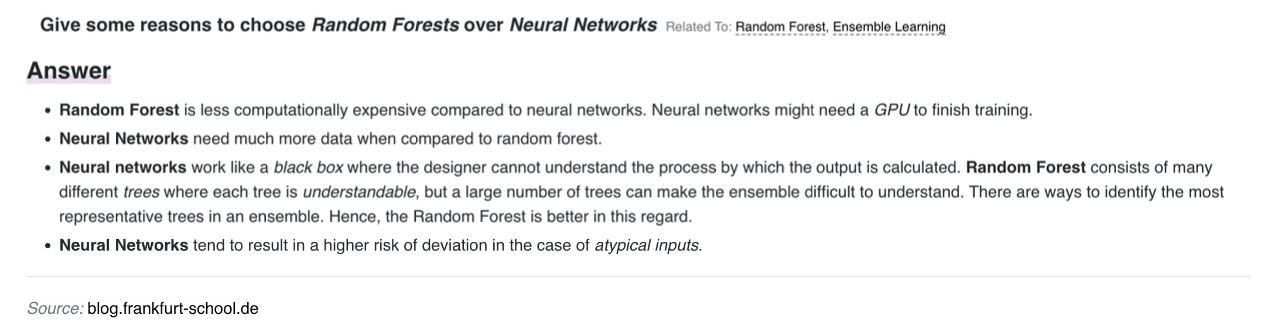 Give some reasons to choose Random Forests over Neural Networks Related To: Random Forest, Ensemble Learning
Answer
• Random Forest is less computationally expensive compared to neural networks. Neural networks might need a GPU to finish training.
• Neural Networks need much more data when compared to random forest.
• Neural networks work like a black box where the designer cannot understand the process by which the output is calculated. Random Forest consists of many
different trees where each tree is understandable, but a large number of trees can make the ensemble difficult to understand. There are ways to identify the most
representative trees in an ensemble. Hence, the Random Forest is better in this regard.
• Neural Networks tend to result in a higher risk of deviation in the case of atypical inputs.
Source: blog.frankfurt-school.de